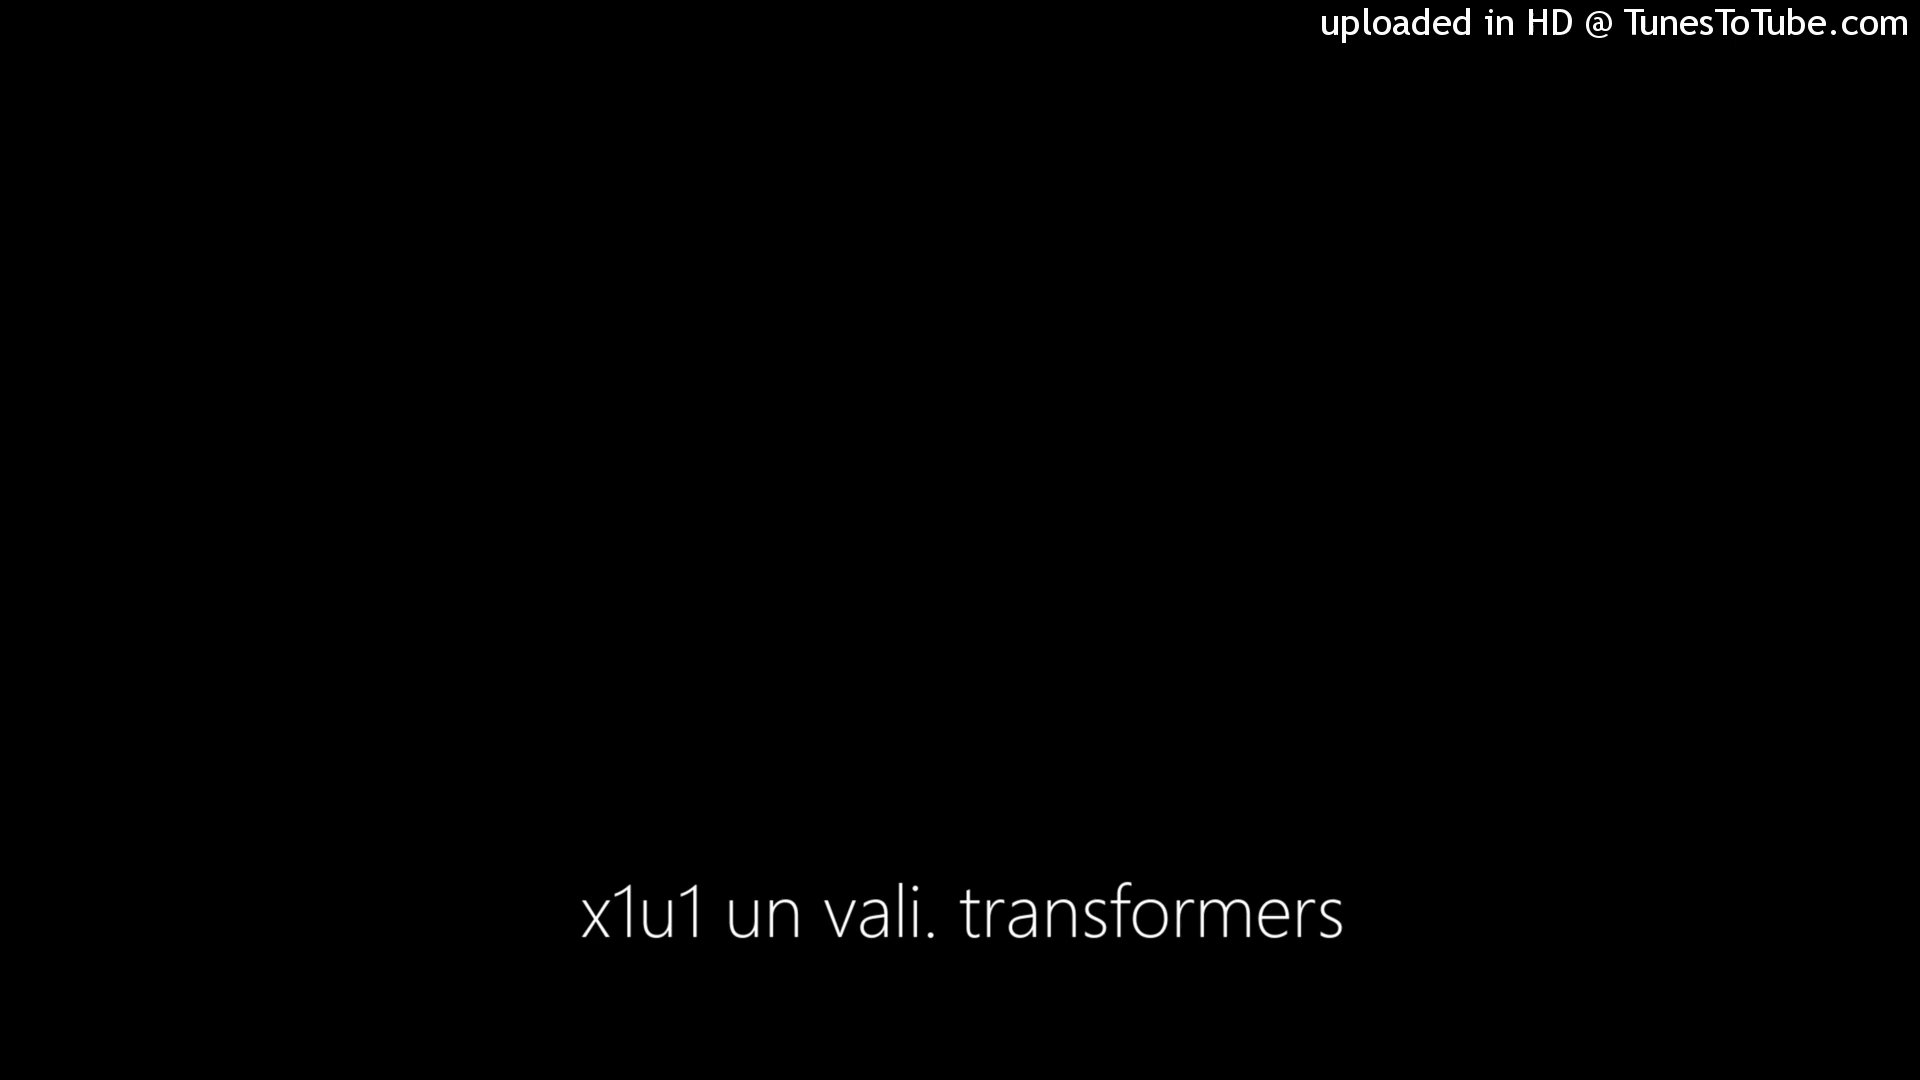 uploaded in HD @ TunesToTube.com
x1u1 un vali. transformers